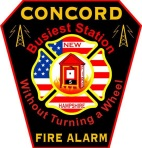 CONCORD
Busiest Station
NEW
HAMPSHIRE
Without Turning a Wheel
FIRE ALARM